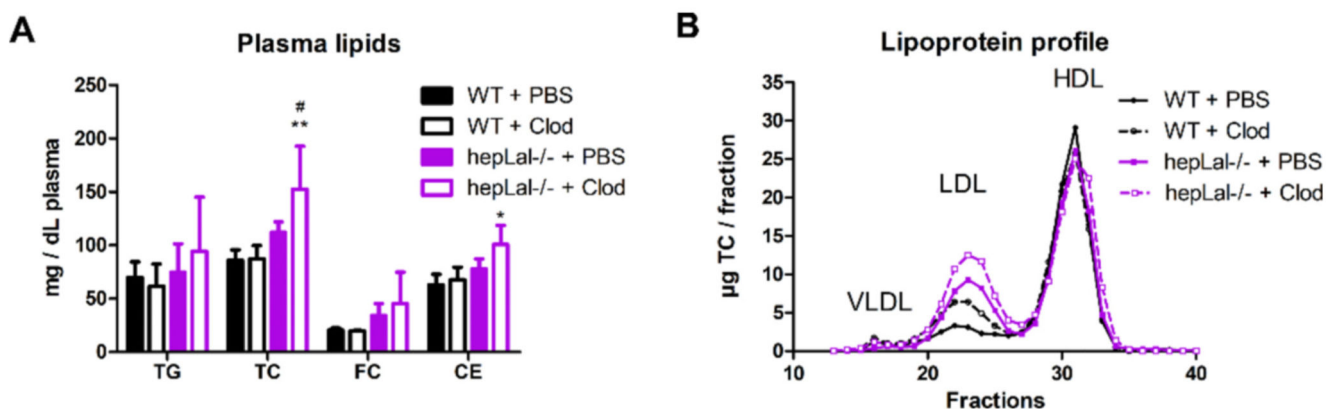 A
Plasma lipids
mg / dL plasma
250
200
150
100
50
0
#
**
*
TG TC FC CE
WT + PBS
WT + Clod
hepLal-/- + PBS
hepLal-/- + Clod
B
Lipoprotein profile
µg TC / fraction
35
30
25
20
15
10
5
0
VLDL
LDL
HDL
WT + PBS
WT + Clod
hepLal-/- + PBS
hepLal-/- + Clod
10 20 30 40
Fractions